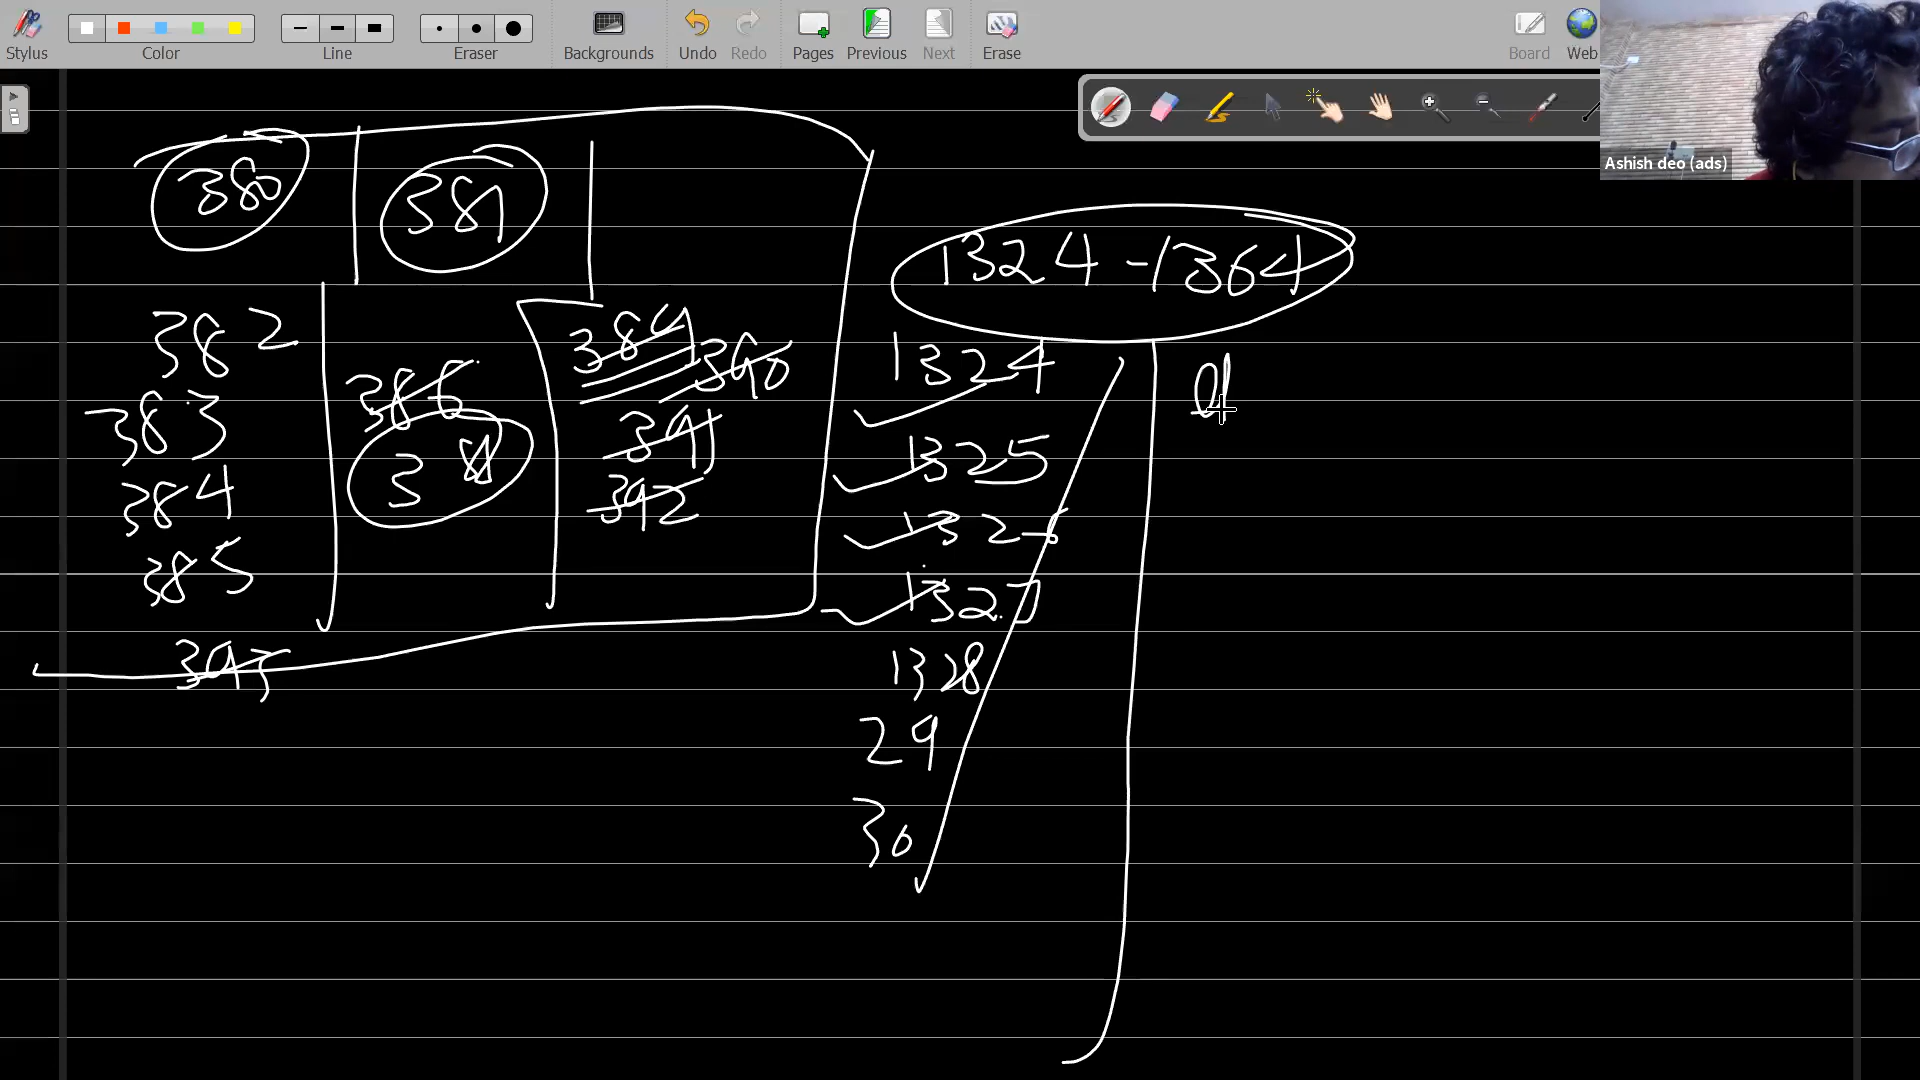 Stylus
Color
Line
Eraser
Backgrounds
Undo
Redo
Pages
Previous
Next
Erase
Board
Web
Ashish deo (ads)
380
381
382
383
384
385
386
3
390
391
392
1324-1364
1324
1325
1326
1327
1328
29
30